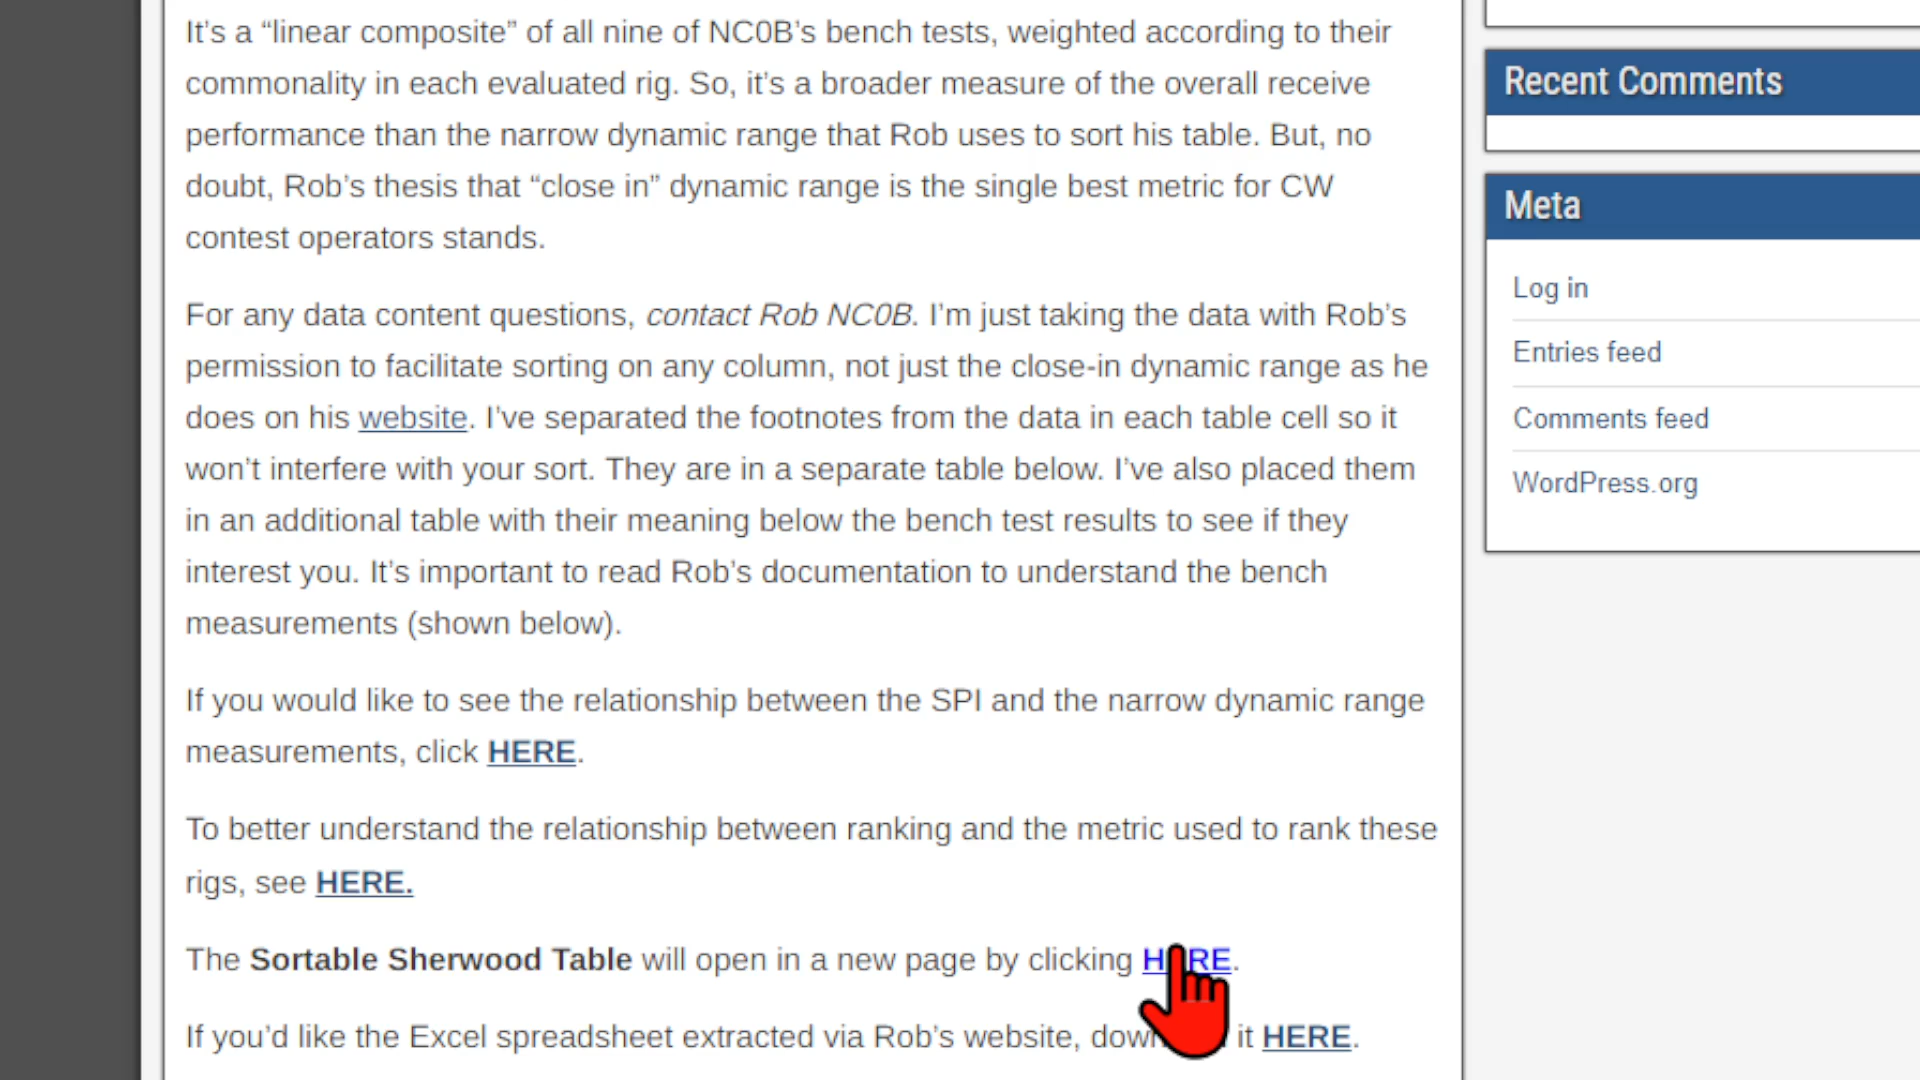 It's a “linear composite” of all nine of NC0B's bench tests, weighted according to their
commonality in each evaluated rig. So, it's a broader measure of the overall receive
performance than the narrow dynamic range that Rob uses to sort his table. But, no
doubt, Rob's thesis that “close in” dynamic range is the single best metric for CW
contest operators stands.
For any data content questions, contact Rob NC0B. I'm just taking the data with Rob's
permission to facilitate sorting on any column, not just the close-in dynamic range as he
does on his website. I've separated the footnotes from the data in each table cell so it
won't interfere with your sort. They are in a separate table below. I've also placed them
in an additional table with their meaning below the bench test results to see if they
interest you. It's important to read Rob's documentation to understand the bench
measurements (shown below).
If you would like to see the relationship between the SPI and the narrow dynamic range
measurements, click HERE.
To better understand the relationship between ranking and the metric used to rank these
rigs, see HERE.
The Sortable Sherwood Table will open in a new page by clicking HERE.
If you'd like the Excel spreadsheet extracted via Rob's website, it HERE.
Recent Comments
Meta
Log in
Entries feed
Comments feed
WordPress.org